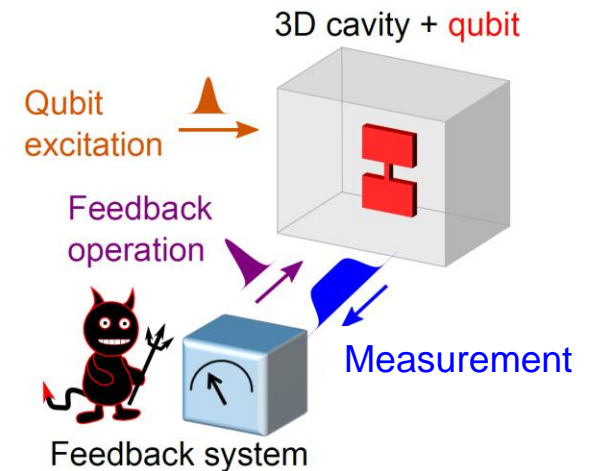 3D cavity + qubit
Qubit
excitation
Feedback
operation
Measurement
Feedback system